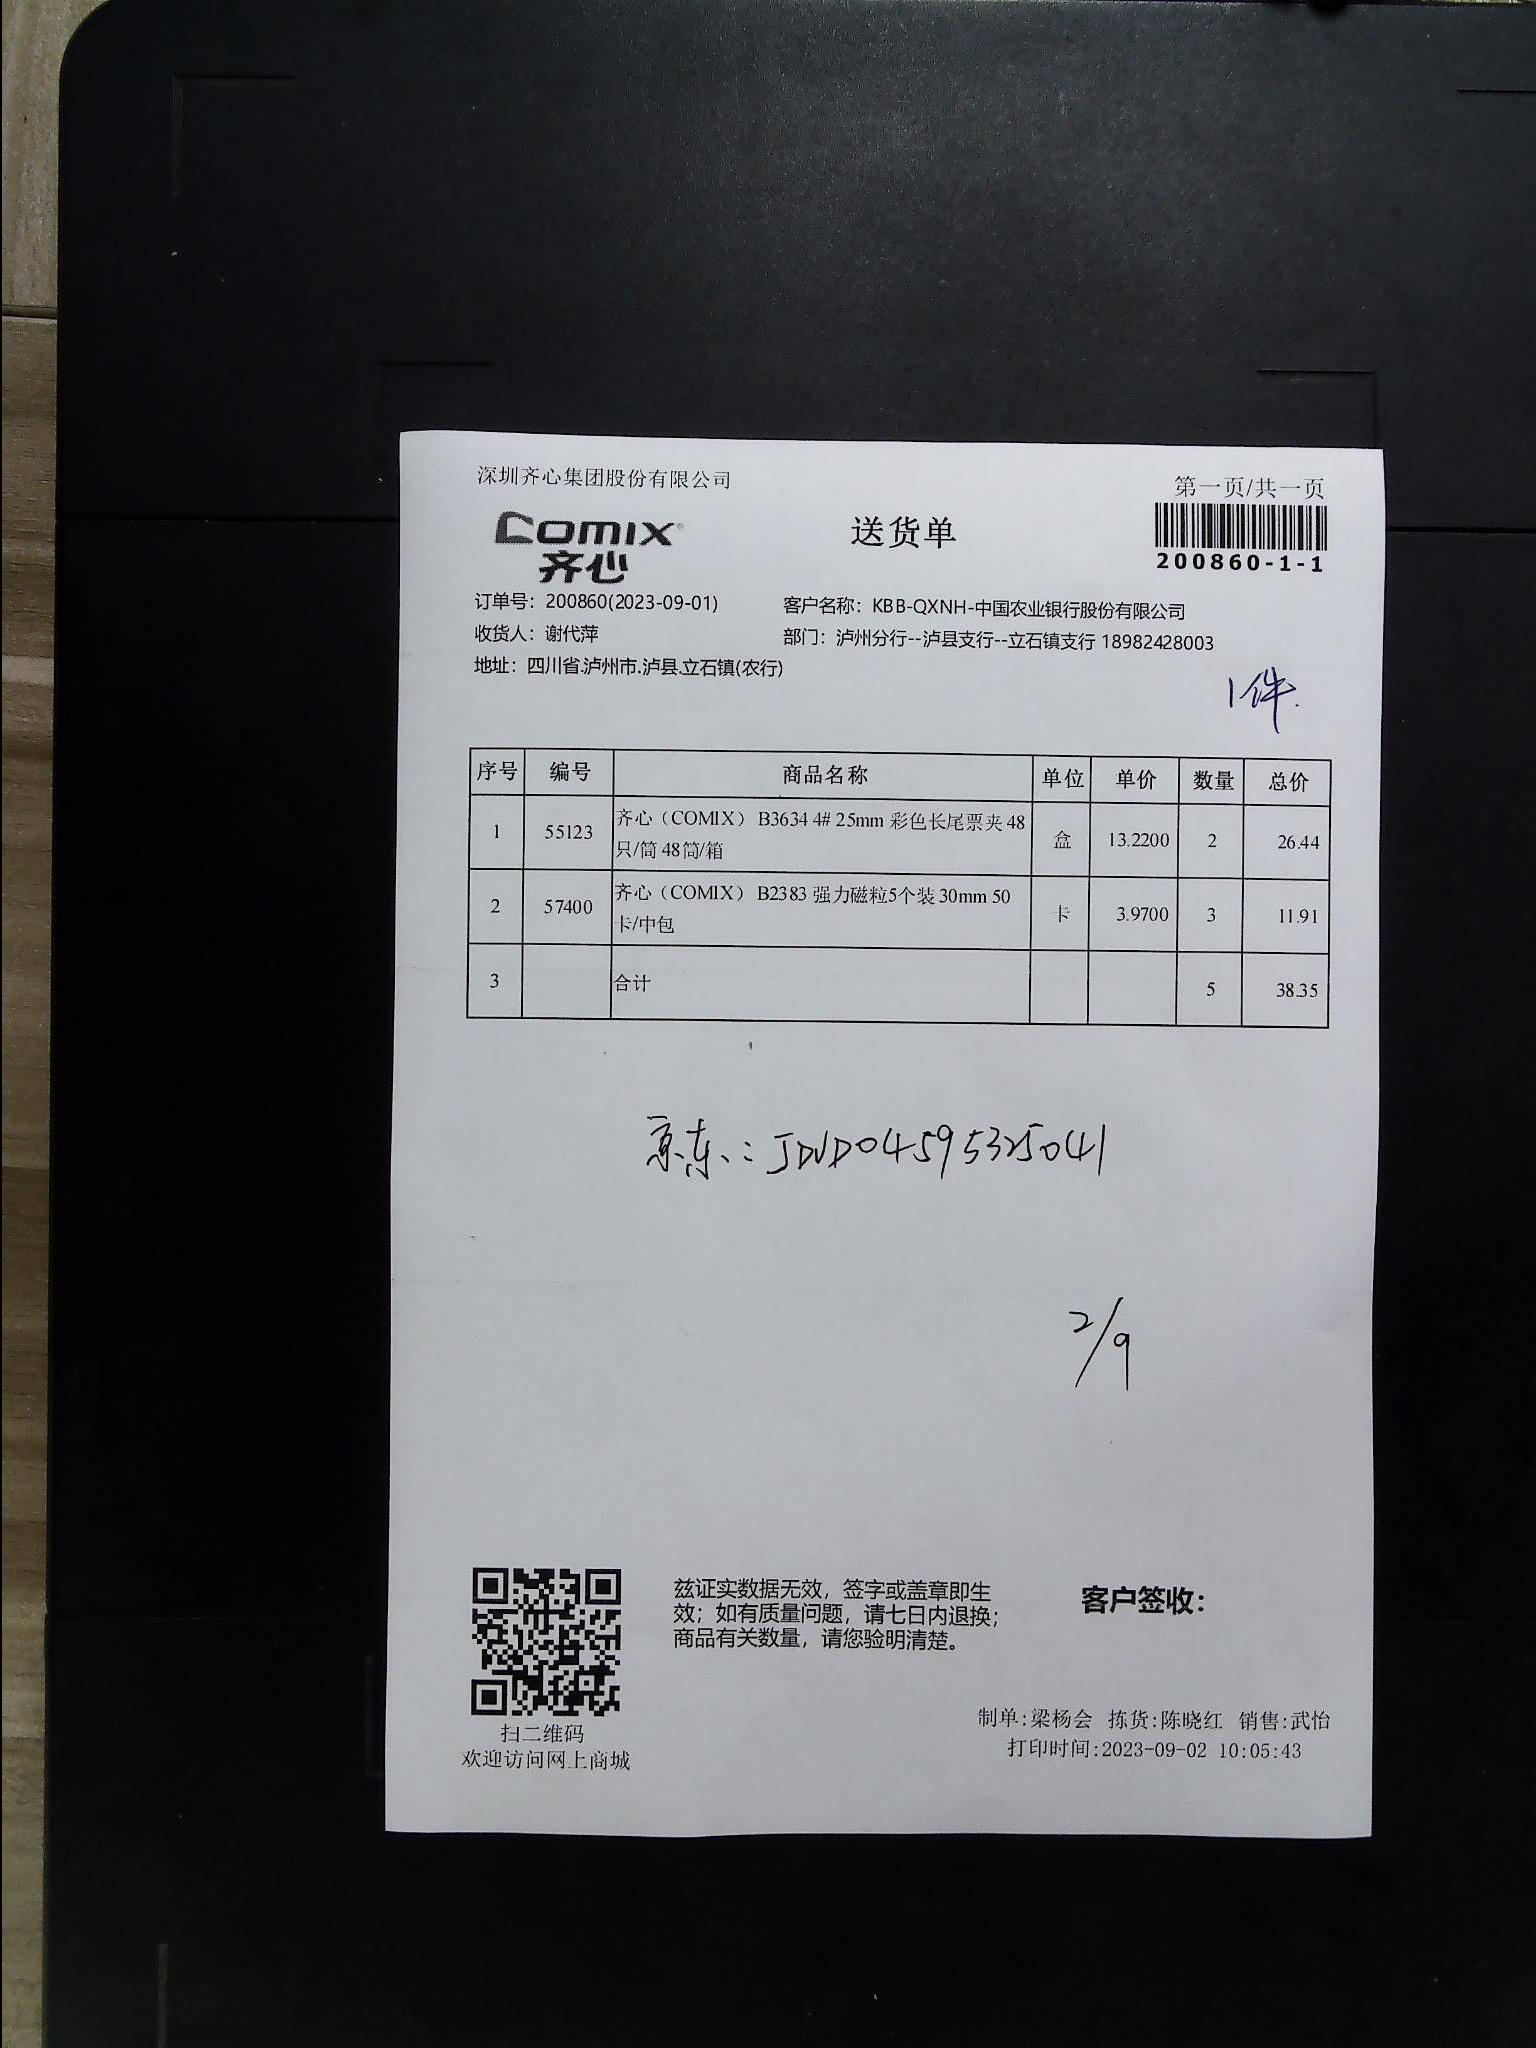 深圳齐心集团股份有限公司
第一页/共一页
comix
齐心
送货单
200860-1-1
订单号：200860(2023-09-01)
客户名称：KBB-QXNH-中国农业银行股份有限公司
收货人：谢代萍
部门：泸州分行--泸县支行--立石镇支行 18982428003
地址：四川省.泸州市.泸县.立石镇(农行)
1件.
序号 编号 商品名称 单位 单价 数量 总价
1 55123 齐心（COMIX） B3634 4# 25mm 彩色长尾票夹 48 盒 13.2200 2 26.44
只/筒 48筒/箱
2 57400 齐心（COMIX） B2383 强力磁粒5个装 30mm 50 卡 3.9700 3 11.91
卡/中包
3 合计 5 38.35
京东：JDVD04595325041
2/9
兹证实数据无效，签字或盖章即生
效；如有质量问题，请七日内退换；
商品有关数量，请您验明清楚。
客户签收：
扫二维码
欢迎访问网上商城
制单:梁杨会 拣货:陈晓红 销售:武怡
打印时间:2023-09-02 10:05:43